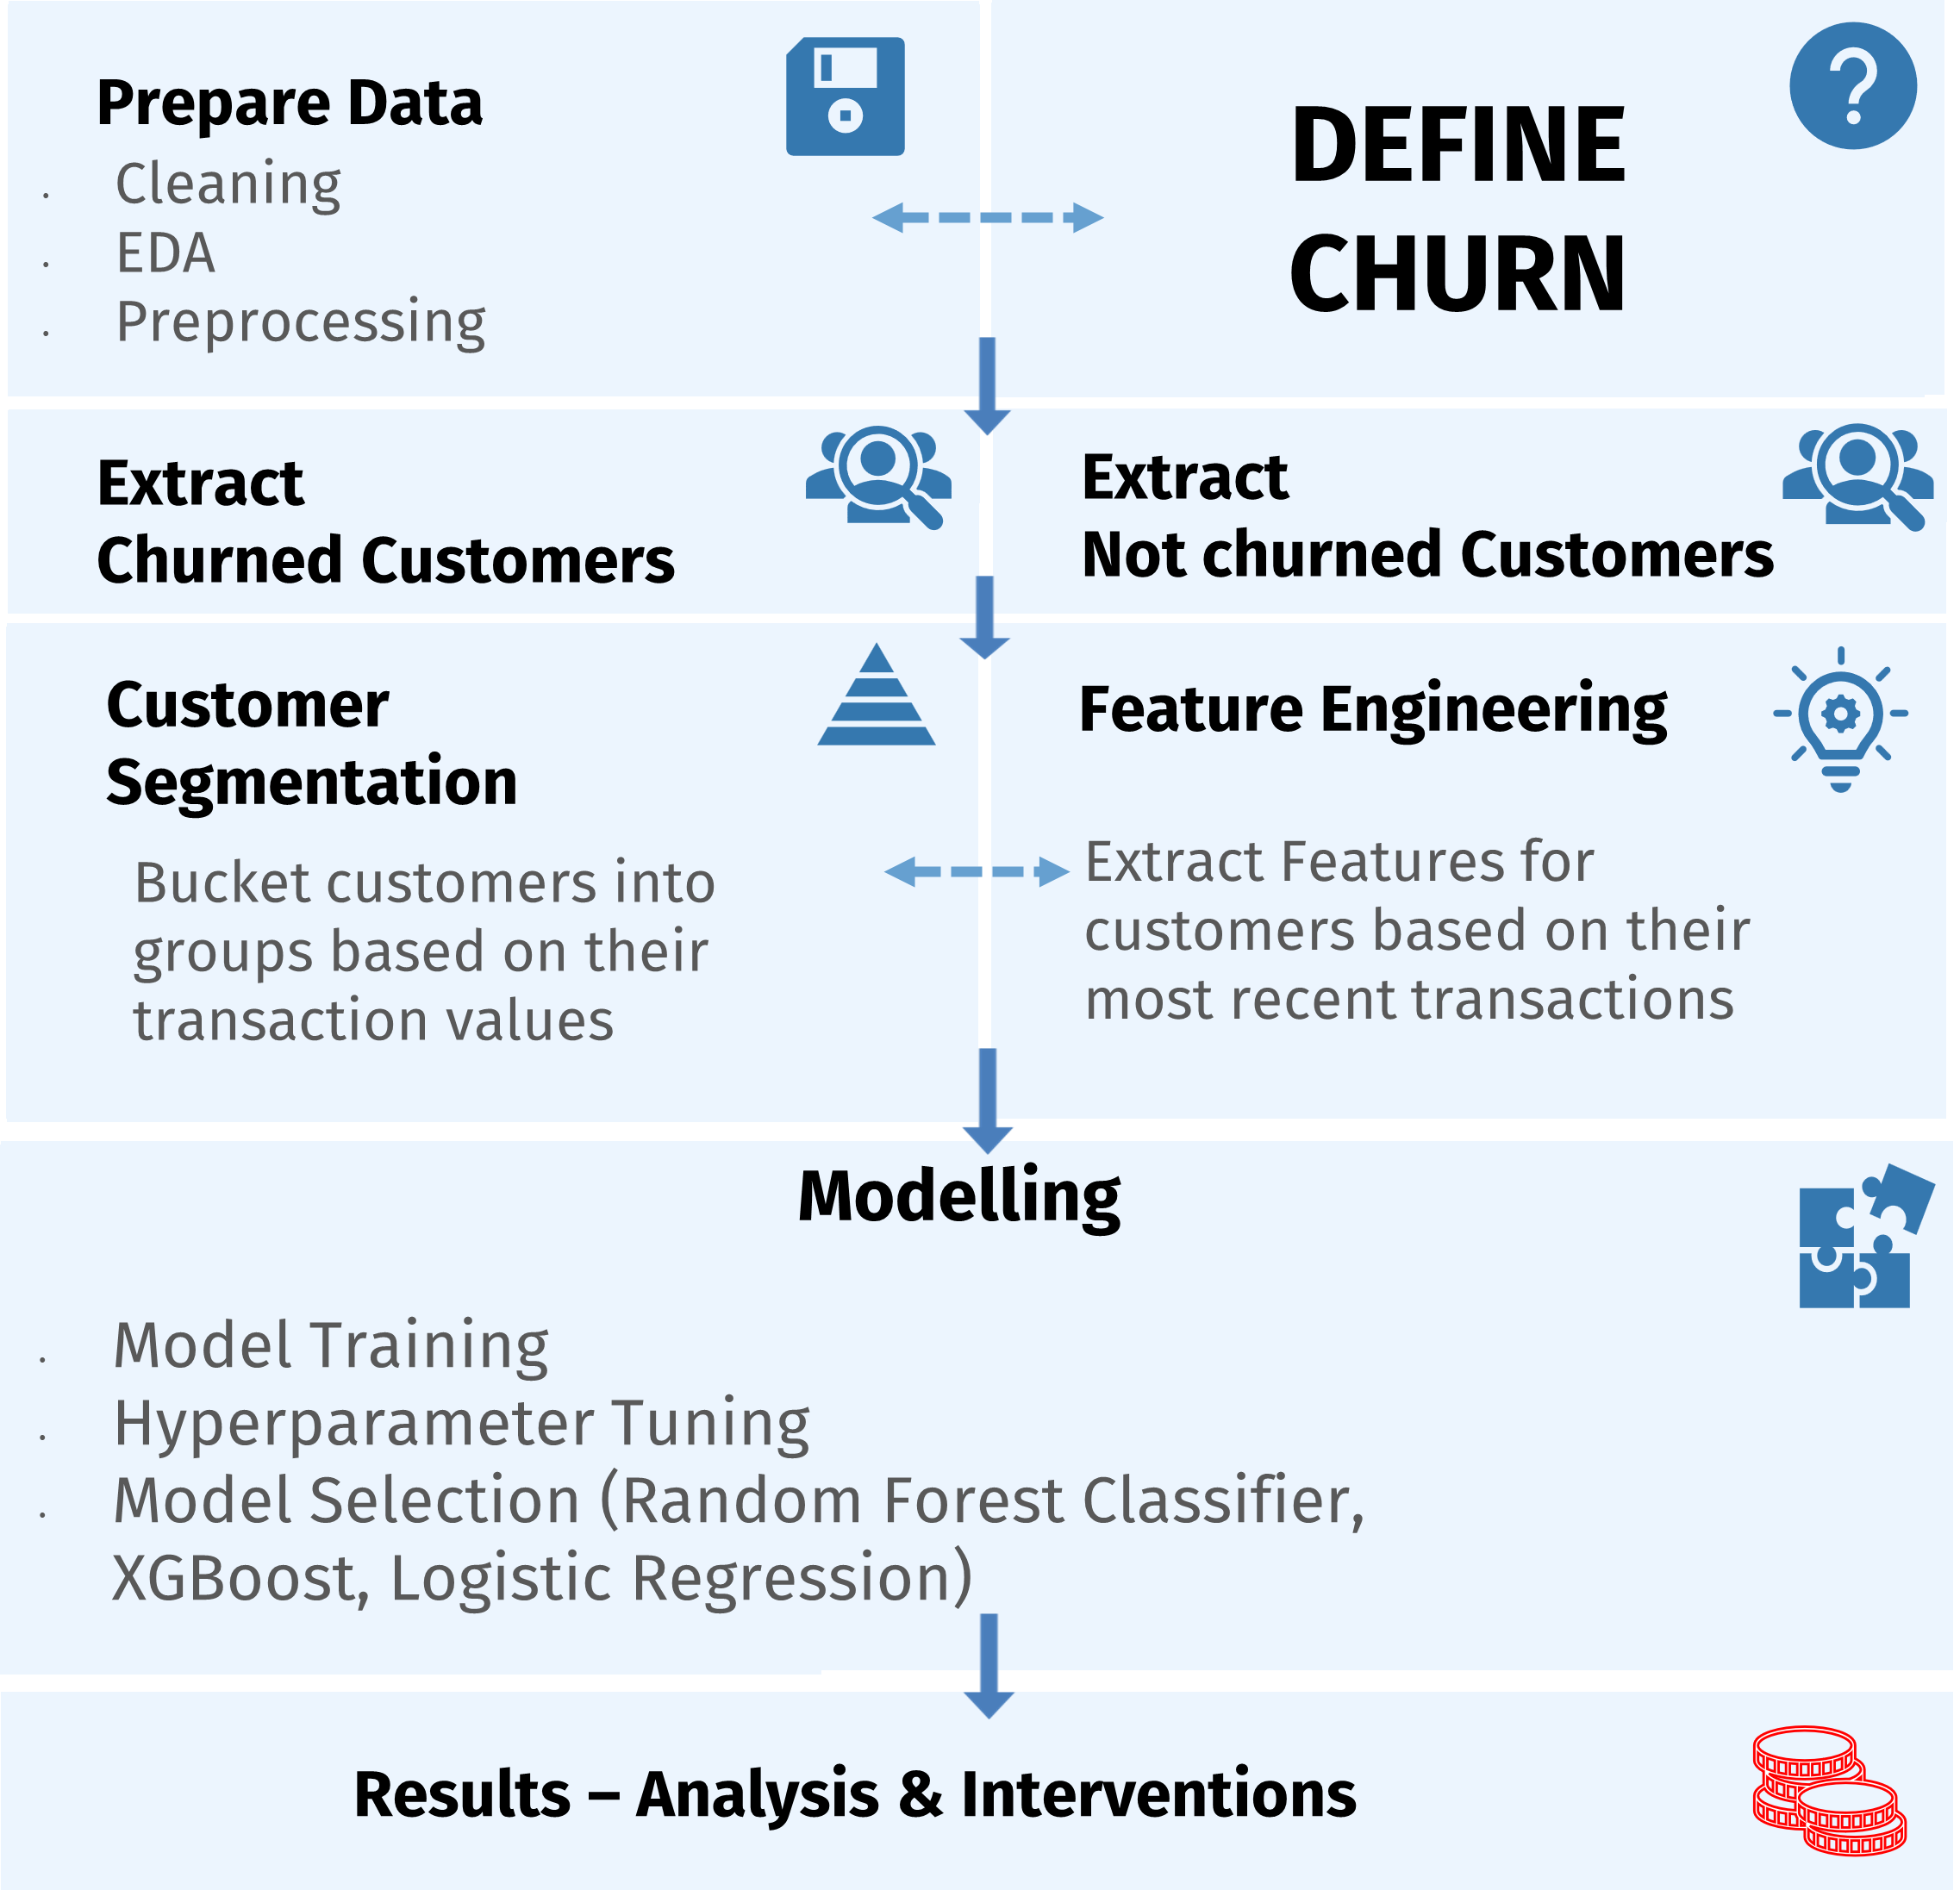 Prepare Data
. Cleaning
. EDA
. Preprocessing
DEFINE
CHURN
Extract
Churned Customers
Extract
Not churned Customers
Customer
Segmentation
Bucket customers into
groups based on their
transaction values
Feature Engineering
Extract Features for
customers based on their
most recent transactions
Modelling
. Model Training
. Hyperparameter Tuning
. Model Selection (Random Forest Classifier,
XGBoost, Logistic Regression)
Results – Analysis & Interventions